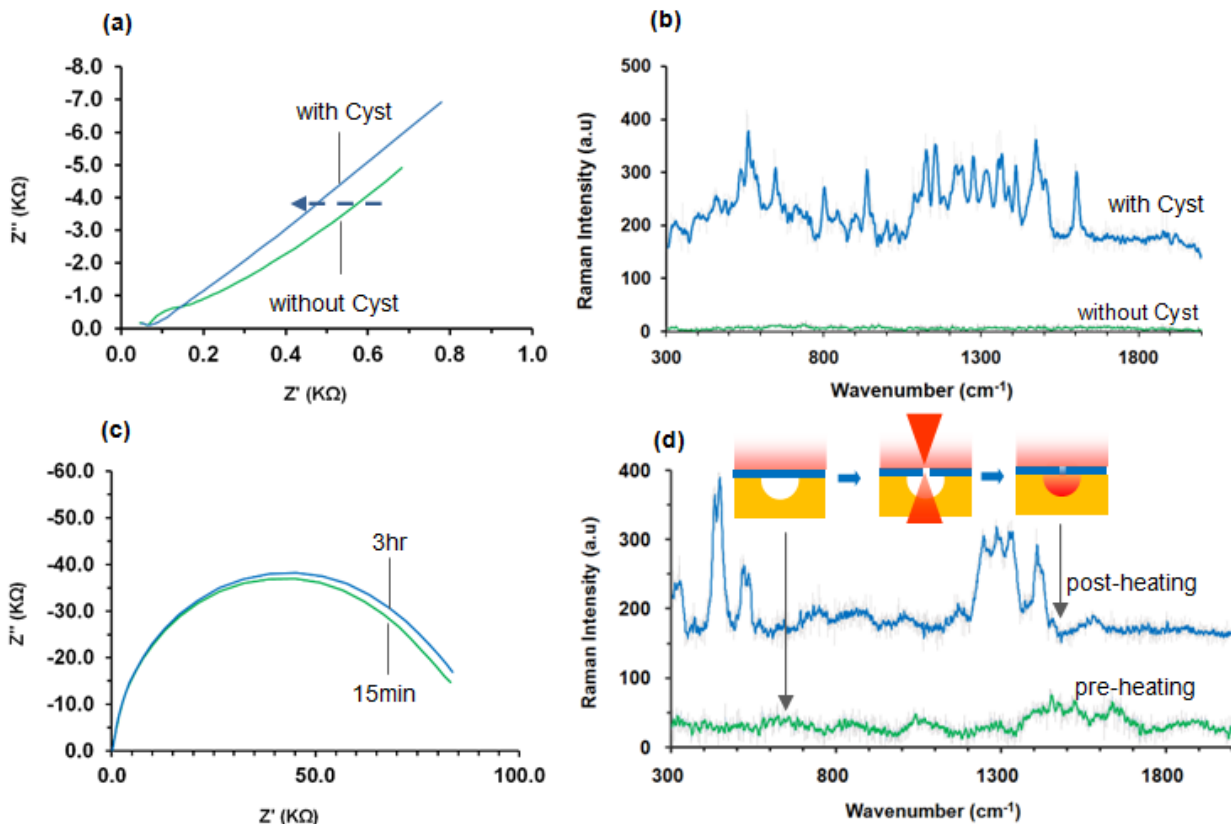 (a)
-8.0
-7.0
-6.0
-5.0
-4.0
-3.0
-2.0
-1.0
0.0
Z'' (KΩ)
with Cyst
without Cyst
0.0 0.2 0.4 0.6 0.8 1.0
Z' (KΩ)
(b)
500
400
300
200
100
0
Raman Intensity (a.u)
with Cyst
without Cyst
300 800 1300 1800
Wavenumber (cm⁻¹)
(c)
-60.0
-50.0
-40.0
-30.0
-20.0
-10.0
0.0
Z'' (KΩ)
3hr
15min
0.0 50.0 100.0
Z' (KΩ)
(d)
400
300
200
100
0
Raman Intensity (a.u)
post-heating
pre-heating
300 800 1300 1800
Wavenumber (cm⁻¹)